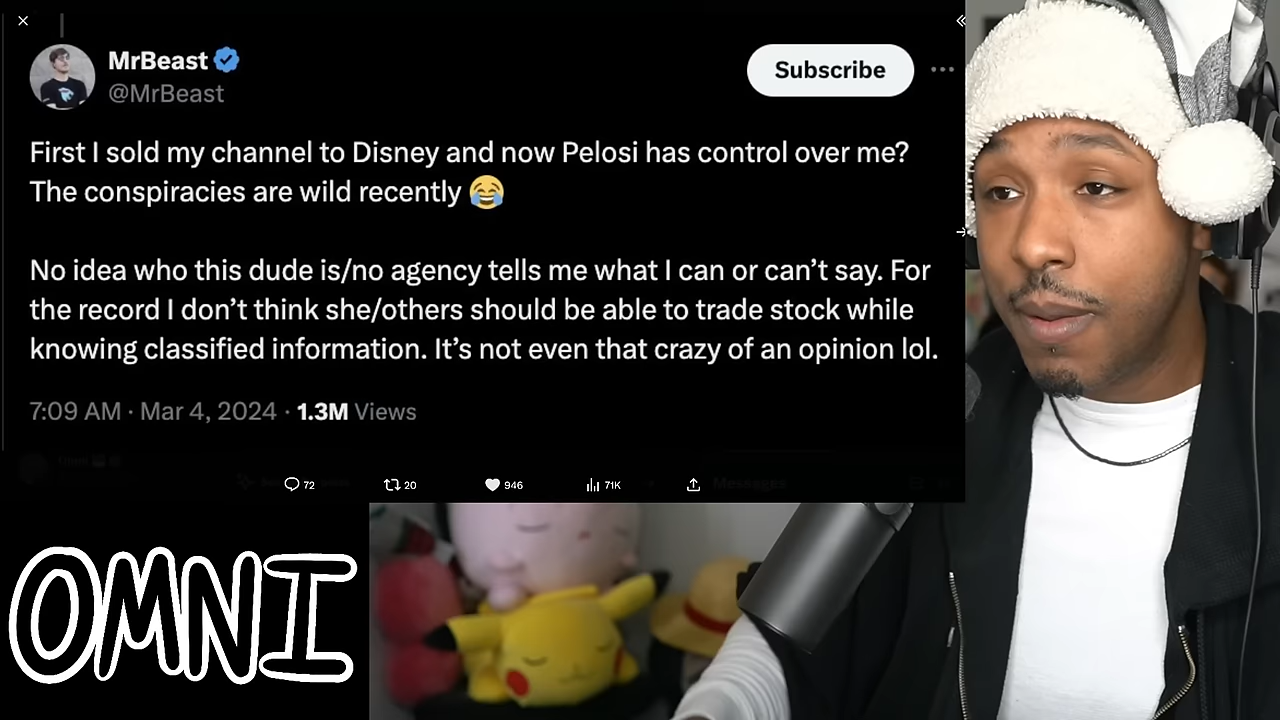 MrBeast
Subscribe
@MrBeast
First I sold my channel to Disney and now Pelosi has control over me?
The conspiracies are wild recently 😂
No idea who this dude is/no agency tells me what I can or can’t say. For
the record I don’t think she/others should be able to trade stock while
knowing classified information. It’s not even that crazy of an opinion lol.
7:09 AM · Mar 4, 2024 · 1.3M Views
72 20 946 71K
Messages
OMNI